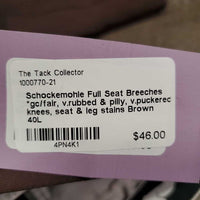 The Tack Collector
1000770-21
Schockemohle Full Seat Breeches
*gc/fair, v.rubbed & pilly, v.puckered
knees, seat & leg stains Brown
40L
$46.00
4PN4K1